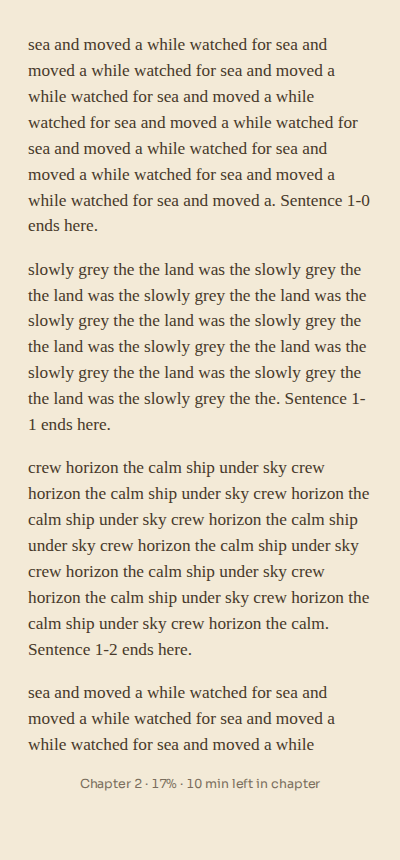 sea and moved a while watched for sea and
moved a while watched for sea and moved a
while watched for sea and moved a while
watched for sea and moved a while watched for
sea and moved a while watched for sea and
moved a while watched for sea and moved a
while watched for sea and moved a. Sentence 1-0
ends here.
slowly grey the the land was the slowly grey the
the land was the slowly grey the the land was the
slowly grey the the land was the slowly grey the
the land was the slowly grey the the land was the
slowly grey the the land was the slowly grey the
the land was the slowly grey the the. Sentence 1-
1 ends here.
crew horizon the calm ship under sky crew
horizon the calm ship under sky crew horizon the
calm ship under sky crew horizon the calm ship
under sky crew horizon the calm ship under sky
crew horizon the calm ship under sky crew
horizon the calm ship under sky crew horizon the
calm ship under sky crew horizon the calm.
Sentence 1-2 ends here.
sea and moved a while watched for sea and
moved a while watched for sea and moved a
while watched for sea and moved a while
Chapter 2 · 17% · 10 min left in chapter